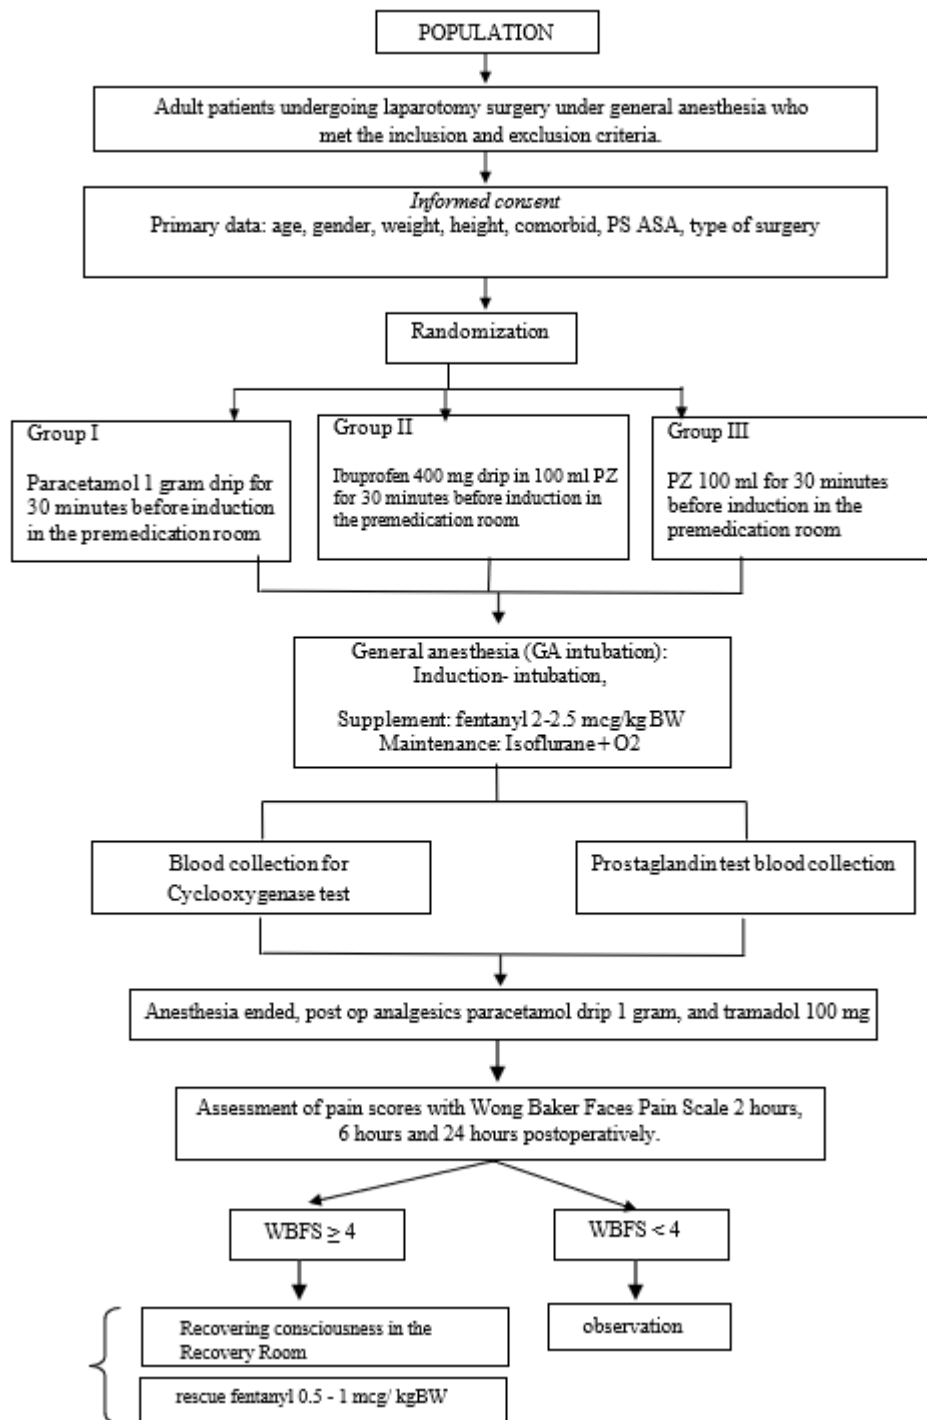 POPULATION
Adult patients undergoing laparotomy surgery under general anesthesia who
met the inclusion and exclusion criteria.
Informed consent
Primary data: age, gender, weight, height, comorbid, PS ASA, type of surgery
Randomization
Group I
Paracetamol 1 gram drip for
30 minutes before induction
in the premedication room
Group II
Ibuprofen 400 mg drip in 100 ml PZ
for 30 minutes before induction in
the premedication room
Group III
PZ 100 ml for 30 minutes
before induction in the
premedication room
General anesthesia (GA intubation):
Induction- intubation,
Supplement: fentanyl 2-2.5 mcg/kg BW
Maintenance: Isoflurane + O2
Blood collection for
Cyclooxygenase test
Prostaglandin test blood collection
Anesthesia ended, post op analgesics paracetamol drip 1 gram, and tramadol 100 mg
Assessment of pain scores with Wong Baker Faces Pain Scale 2 hours,
6 hours and 24 hours postoperatively.
WBFS ≥ 4
WBFS < 4
Recovering consciousness in the
Recovery Room
observation
rescue fentanyl 0.5 - 1 mcg/ kgBW